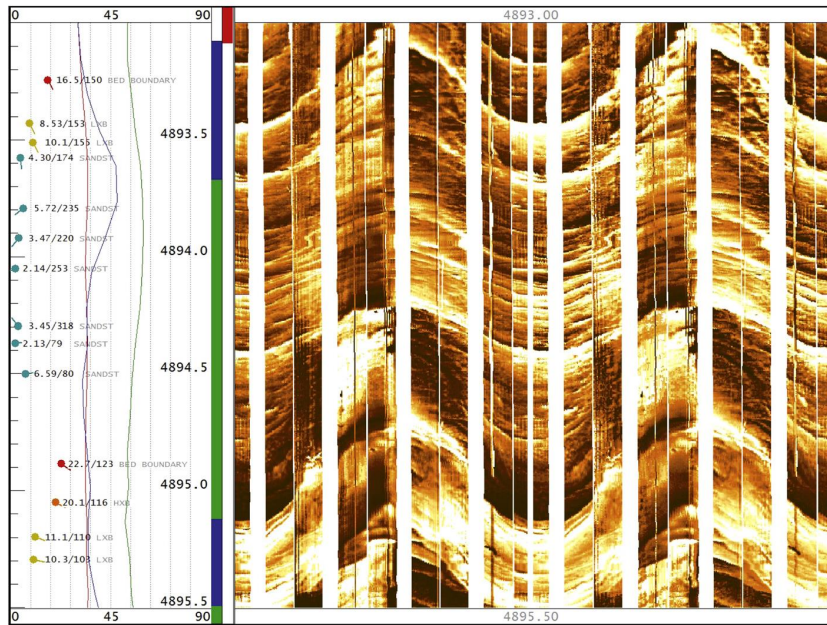 0 45 90
4893.00
16.5/150 BED BOUNDARY
8.53/153 LXB
4893.5
10.1/155 LXB
4.30/174 SANDST
5.72/235 SANDST
3.47/220 SANDST
4894.0
2.14/253 SANDST
3.45/318 SANDST
2.13/79 SANDST
4894.5
6.59/80 SANDST
22.7/123 BED BOUNDARY
4895.0
20.1/116 HXB
11.1/110 LXB
10.3/103 LXB
4895.5
0 45 90
4895.50